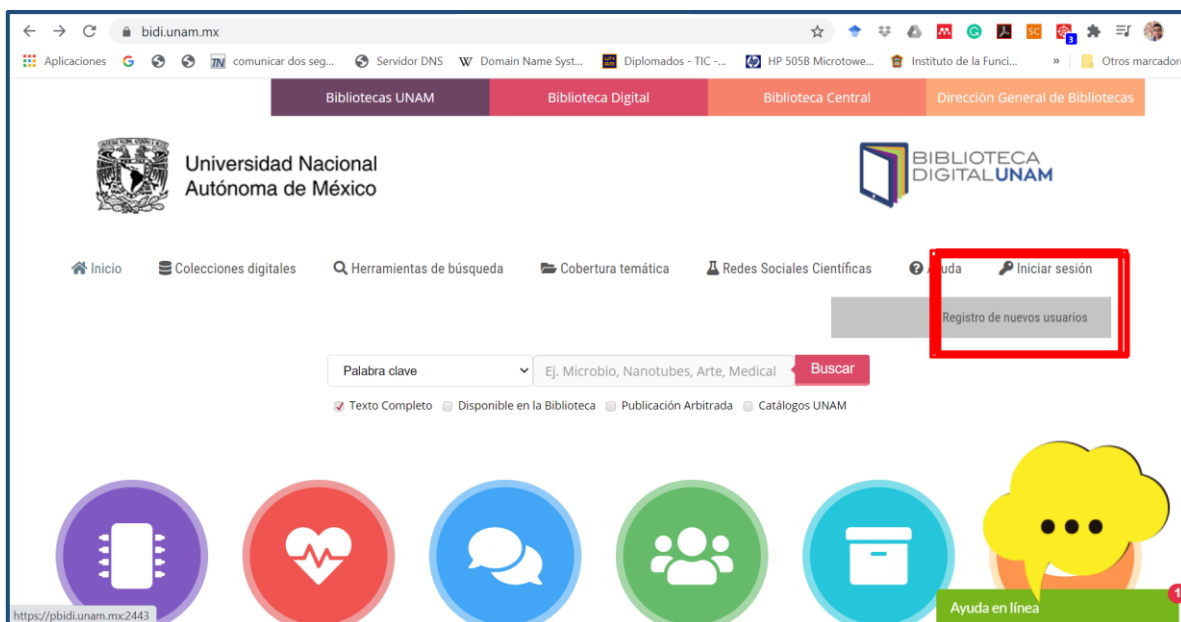 bidi.unam.mx
3
Aplicaciones comunicar dos seg... Servidor DNS Domain Name Syst... Diplomados - TIC -... HP 505B Microtowe... Instituto de la Funci... » Otros marcadore
Bibliotecas UNAM Biblioteca Digital Biblioteca Central Dirección General de Bibliotecas
Universidad Nacional
Autónoma de México
BIBLIOTECA
DIGITALUNAM
Inicio Colecciones digitales Herramientas de búsqueda Cobertura temática Redes Sociales Científicas Iniciar sesión
Registro de nuevos usuarios
Palabra clave Ej. Microbio, Nanotubes, Arte, Medical Buscar
Texto Completo Disponible en la Biblioteca Publicación Arbitrada Catálogos UNAM
https://pbidi.unam.mx:2443
Ayuda en línea
1